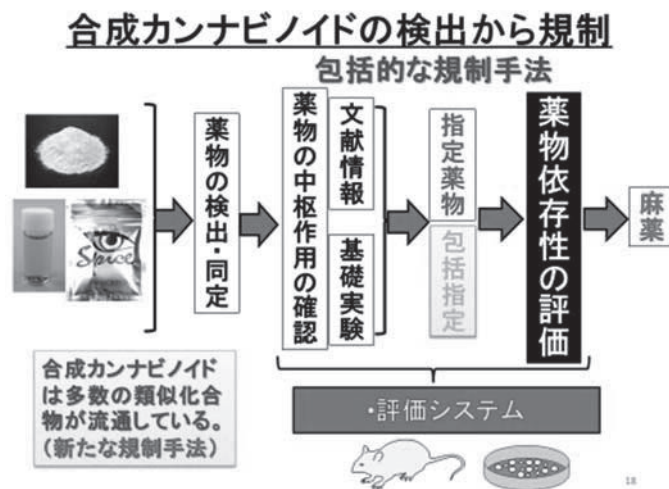 合成カンナビノイドの検出から規制
包括的な規制手法
Spice
薬物の検出・同定
薬物の中枢作用の確認
文献情報
基礎実験
指定薬物
包括指定
薬物依存性の評価
麻薬
合成カンナビノイド
は多数の類似化合
物が流通している。
（新たな規制手法）
・評価システム
18